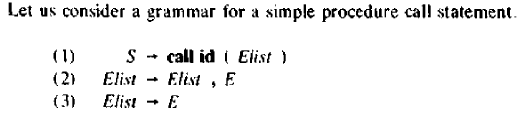 Let us consider a grammar for a simple procedure call statement.
(1) S → call id ( Elist )
(2) Elist → Elist , E
(3) Elist → E